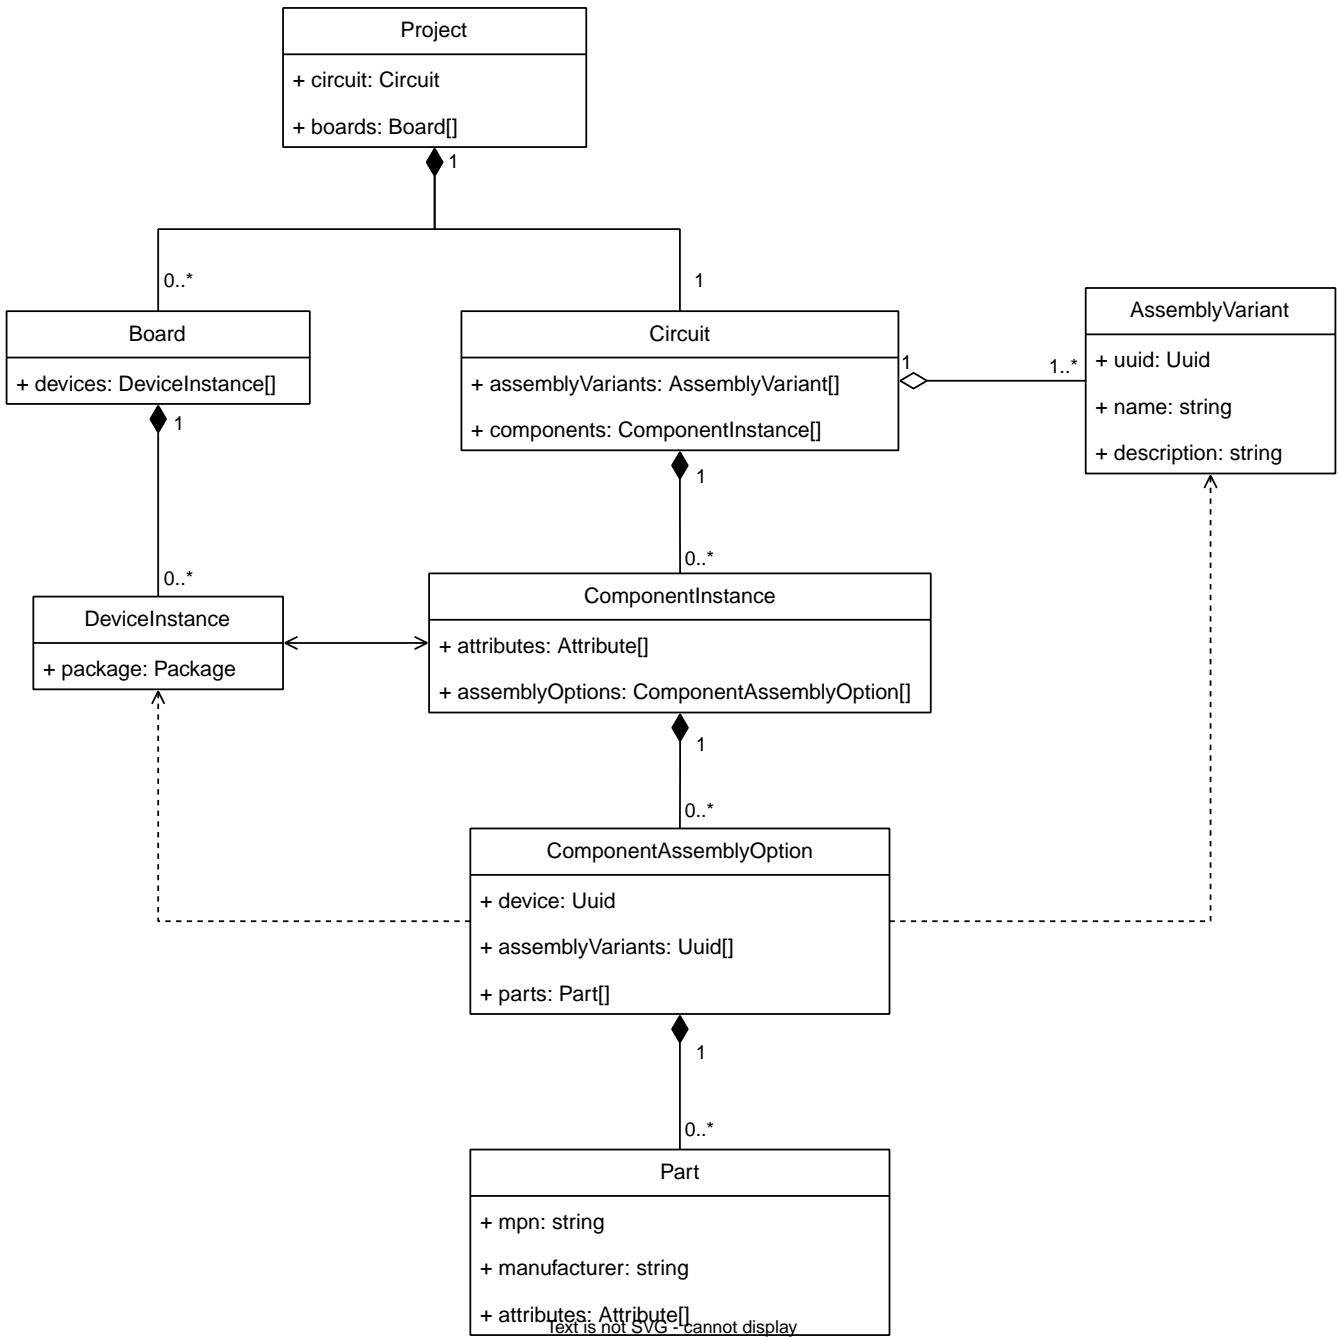 Project
+ circuit: Circuit
+ boards: Board[]
1
0..*
1
Board
+ devices: DeviceInstance[]
1
Circuit
+ assemblyVariants: AssemblyVariant[]
+ components: ComponentInstance[]
1
1..*
AssemblyVariant
+ uuid: Uuid
+ name: string
+ description: string
1
0..*
0..*
DeviceInstance
+ package: Package
ComponentInstance
+ attributes: Attribute[]
+ assemblyOptions: ComponentAssemblyOption[]
1
0..*
ComponentAssemblyOption
+ device: Uuid
+ assemblyVariants: Uuid[]
+ parts: Part[]
1
0..*
Part
+ mpn: string
+ manufacturer: string
+ attributes: Attribute[]
Text is not SVG - cannot display